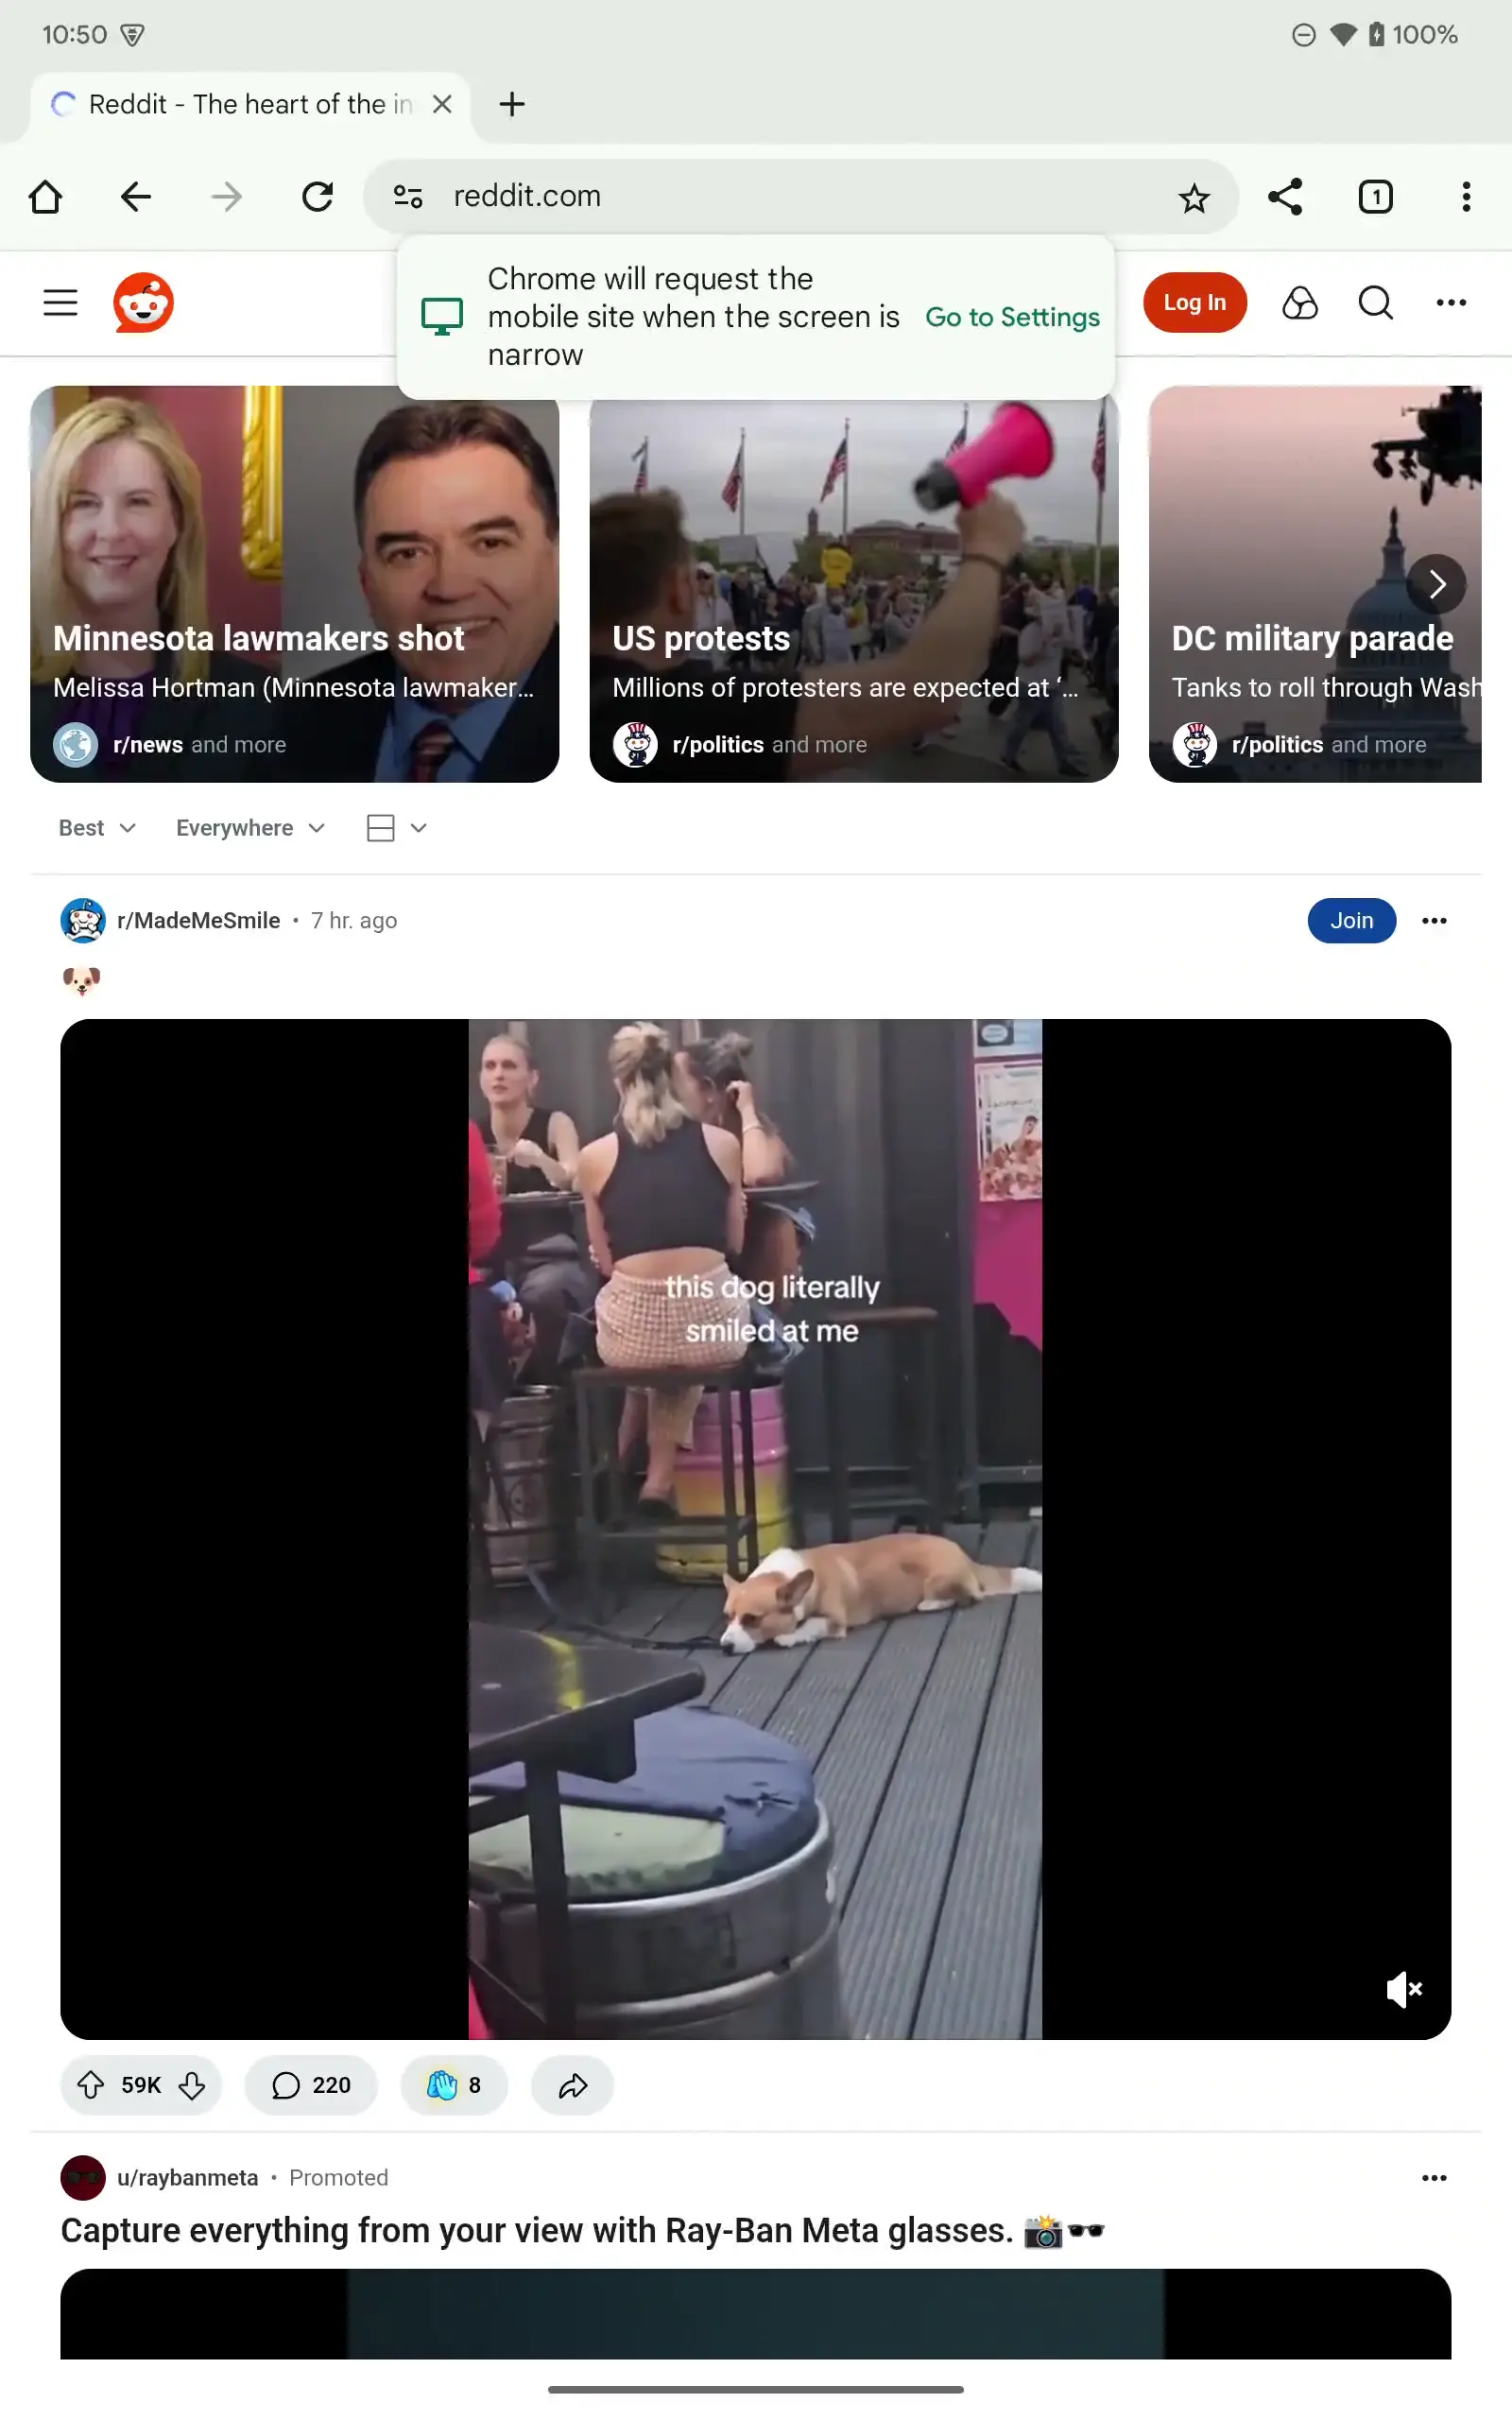 10:50
100%
Reddit - The heart of the in
reddit.com
1
Chrome will request the
mobile site when the screen is
narrow
Go to Settings
Log In
Minnesota lawmakers shot
Melissa Hortman (Minnesota lawmaker...
r/news and more
US protests
Millions of protesters are expected at ‘...
r/politics and more
DC military parade
Tanks to roll through Wash
r/politics and more
Best
Everywhere
r/MadeMeSmile • 7 hr. ago
Join
this dog literally
smiled at me
59K
220
8
u/raybanmeta • Promoted
Capture everything from your view with Ray-Ban Meta glasses. 📸🕶️